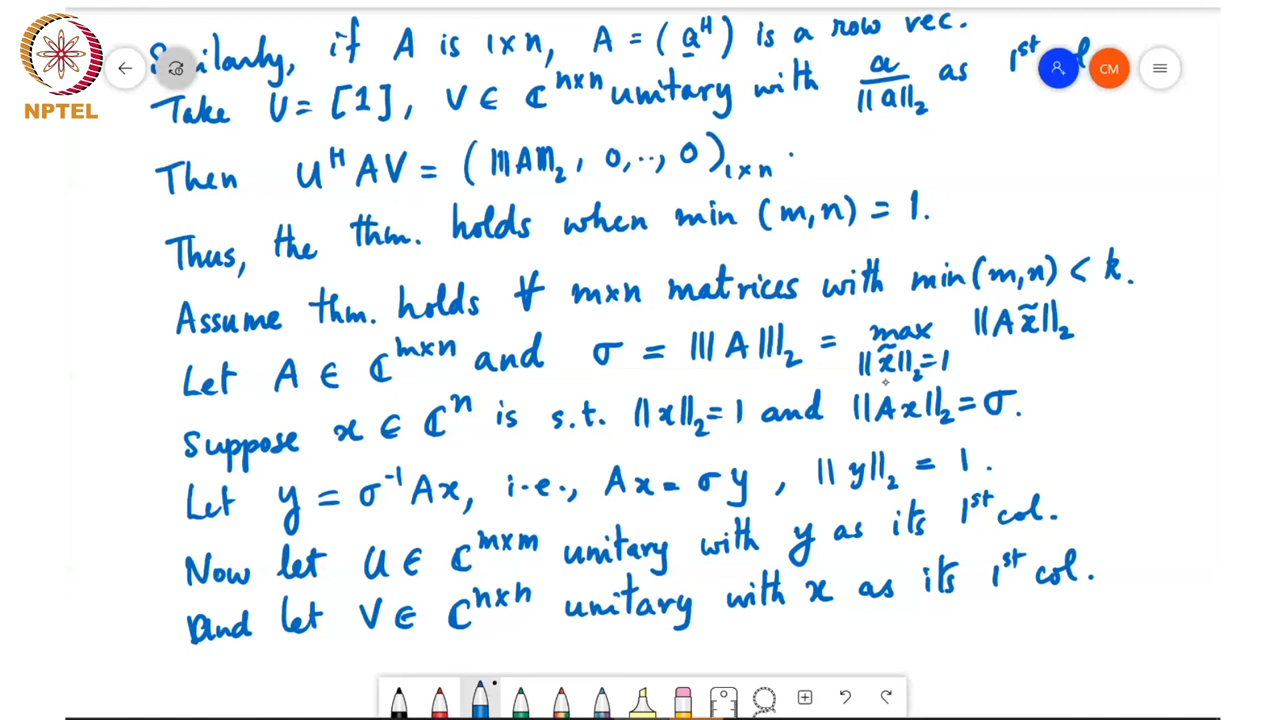 Similarly, if A is 1×n, A = (a^H) is a row vec.
Take U = [1], V ∈ ℂ^{n×n} unitary with a/||a||₂ as 1st col
Then U^H A V = (|||A|||₂, 0, .., 0)_{1×n}.
Thus, the thm. holds when min (m,n) = 1.
Assume thm. holds ∀ m×n matrices with min(m,n) < k.
Let A ∈ ℂ^{m×n} and σ = |||A|||₂ = max_{||x̃||₂=1} ||Ax̃||₂
Suppose x ∈ ℂ^n is s.t. ||x||₂=1 and ||Ax||₂ = σ.
Let y = σ^{-1}Ax, i.e., Ax = σy, ||y||₂ = 1.
Now let U ∈ ℂ^{m×m} unitary with y as its 1st col.
And let V ∈ ℂ^{n×n} unitary with x as its 1st col.
NPTEL
CM